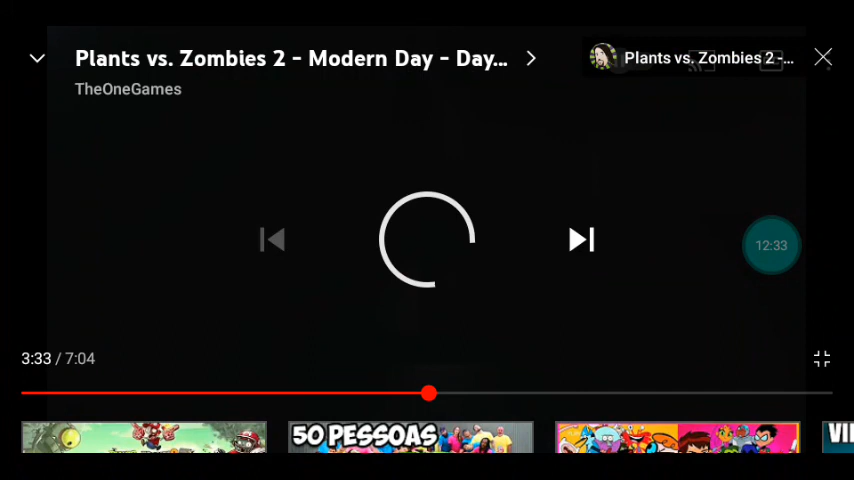 Plants vs. Zombies 2 - Modern Day - Day...
Plants vs. Zombies 2 -...
TheOneGames
12:33
3:33 / 7:04
50 PESSOAS
VI